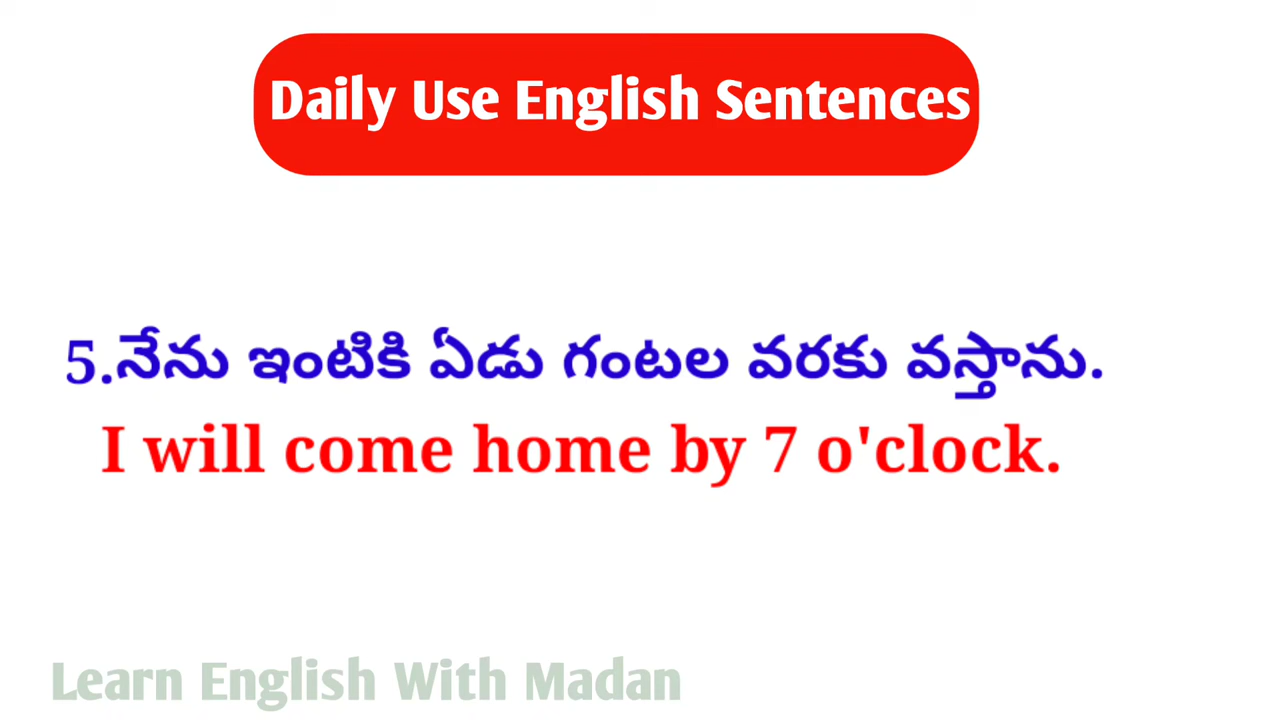 Daily Use English Sentences
5.నేను ఇంటికి ఏడు గంటల వరకు వస్తాను.
I will come home by 7 o'clock.
Learn English With Madan